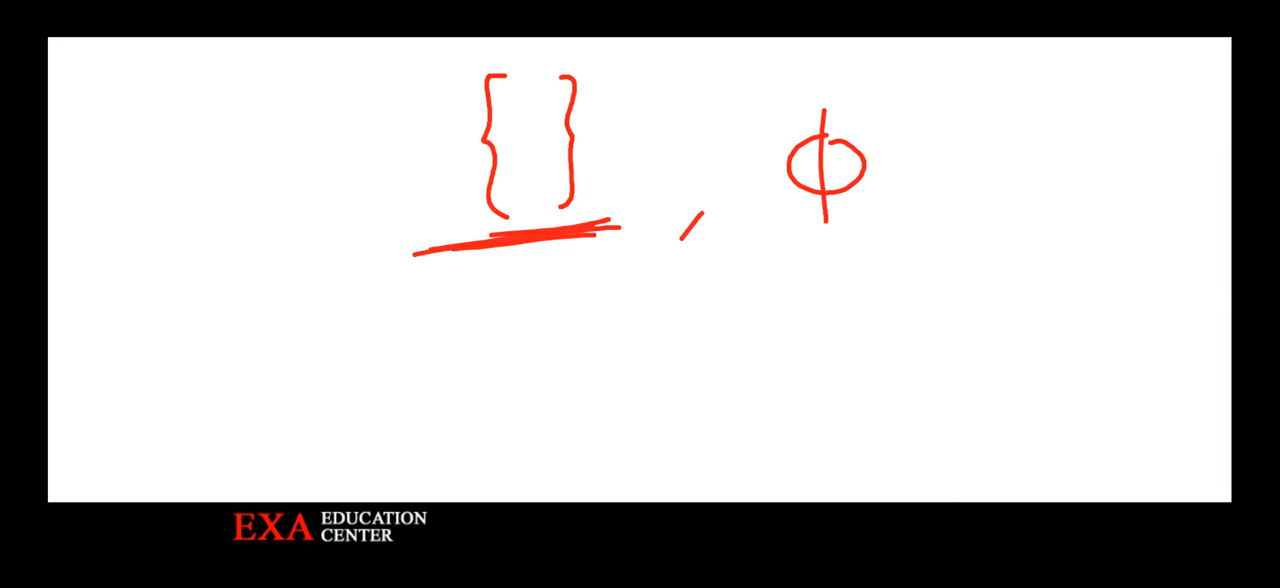 { } , ϕ
EXA EDUCATION
CENTER